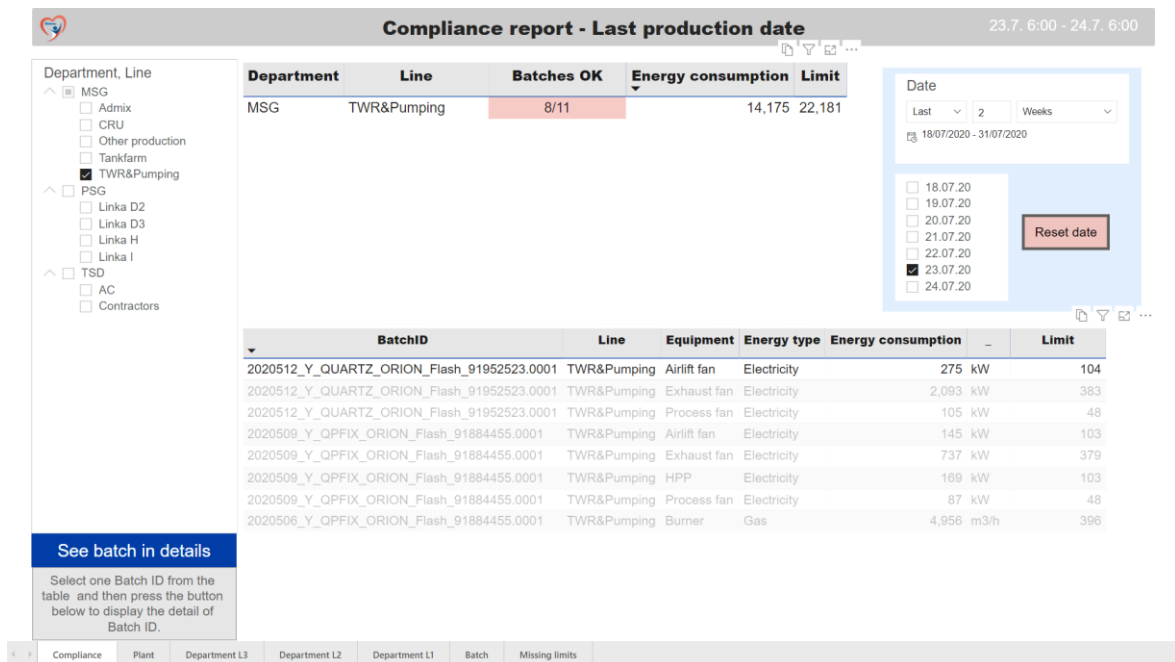 Compliance report - Last production date
23.7. 6:00 - 24.7. 6:00
Department, Line
MSG
Admix
CRU
Other production
Tankfarm
TWR&Pumping
PSG
Linka D2
Linka D3
Linka H
Linka I
TSD
AC
Contractors
Department Line Batches OK Energy consumption Limit
MSG TWR&Pumping 8/11 14,175 22,181
Date
Last 2 Weeks
18/07/2020 - 31/07/2020
18.07.20
19.07.20
20.07.20
21.07.20
22.07.20
23.07.20
24.07.20
Reset date
BatchID Line Equipment Energy type Energy consumption _ Limit
2020512_Y_QUARTZ_ORION_Flash_91952523.0001 TWR&Pumping Airlift fan Electricity 275 kW 104
2020512_Y_QUARTZ_ORION_Flash_91952523.0001 TWR&Pumping Exhaust fan Electricity 2,093 kW 383
2020512_Y_QUARTZ_ORION_Flash_91952523.0001 TWR&Pumping Process fan Electricity 105 kW 48
2020509_Y_QPFIX_ORION_Flash_91884455.0001 TWR&Pumping Airlift fan Electricity 145 kW 103
2020509_Y_QPFIX_ORION_Flash_91884455.0001 TWR&Pumping Exhaust fan Electricity 737 kW 379
2020509_Y_QPFIX_ORION_Flash_91884455.0001 TWR&Pumping HPP Electricity 169 kW 103
2020509_Y_QPFIX_ORION_Flash_91884455.0001 TWR&Pumping Process fan Electricity 87 kW 48
2020506_Y_QPFIX_ORION_Flash_91884455.0001 TWR&Pumping Burner Gas 4,956 m3/h 396
See batch in details
Select one Batch ID from the
table and then press the button
below to display the detail of
Batch ID.
Compliance Plant Department L3 Department L2 Department L1 Batch Missing limits